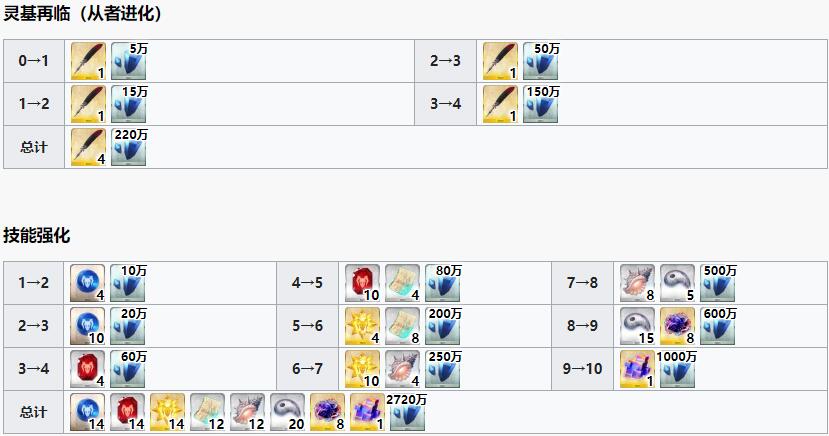 灵基再临（从者进化）
0→1 1 5万 2→3 1 50万
1→2 1 15万 3→4 1 150万
总计 4 220万
技能强化
1→2 4 10万 4→5 10 4 80万 7→8 8 5 500万
2→3 10 20万 5→6 4 8 200万 8→9 15 8 600万
3→4 4 60万 6→7 10 4 250万 9→10 1 1000万
总计 14 14 14 12 12 20 8 1 2720万